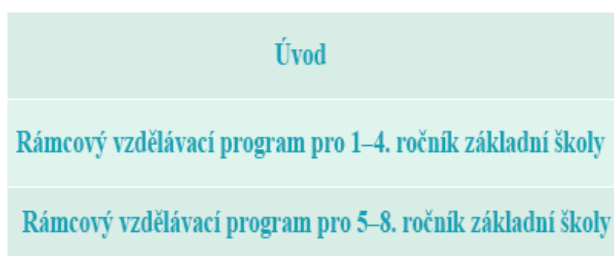 Úvod
Rámcový vzdělávací program pro 1–4. ročník základní školy
Rámcový vzdělávací program pro 5–8. ročník základní školy